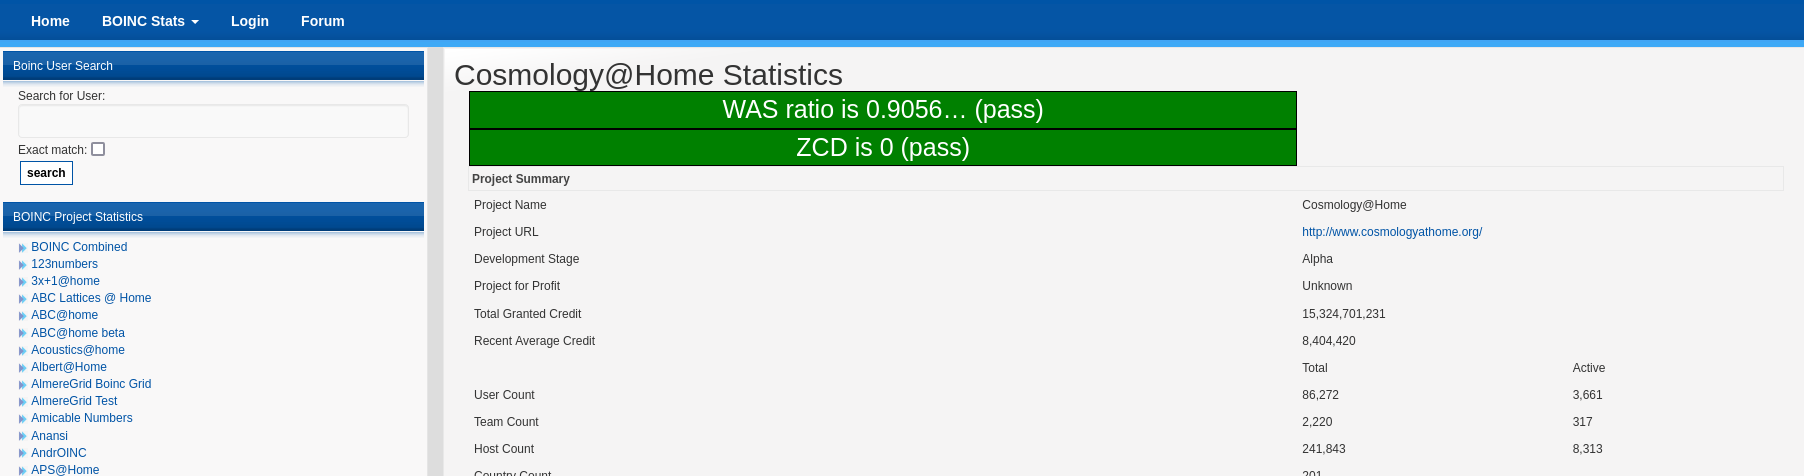 Home BOINC Stats Login Forum
Boinc User Search
Search for User:
Exact match:
search
BOINC Project Statistics
BOINC Combined
123numbers
3x+1@home
ABC Lattices @ Home
ABC@home
ABC@home beta
Acoustics@home
Albert@Home
AlmereGrid Boinc Grid
AlmereGrid Test
Amicable Numbers
Anansi
AndrOINC
APS@Home
Cosmology@Home Statistics
WAS ratio is 0.9056… (pass)
ZCD is 0 (pass)
Project Summary
Project Name Cosmology@Home
Project URL http://www.cosmologyathome.org/
Development Stage Alpha
Project for Profit Unknown
Total Granted Credit 15,324,701,231
Recent Average Credit 8,404,420
Total Active
User Count 86,272 3,661
Team Count 2,220 317
Host Count 241,843 8,313
Country Count 201